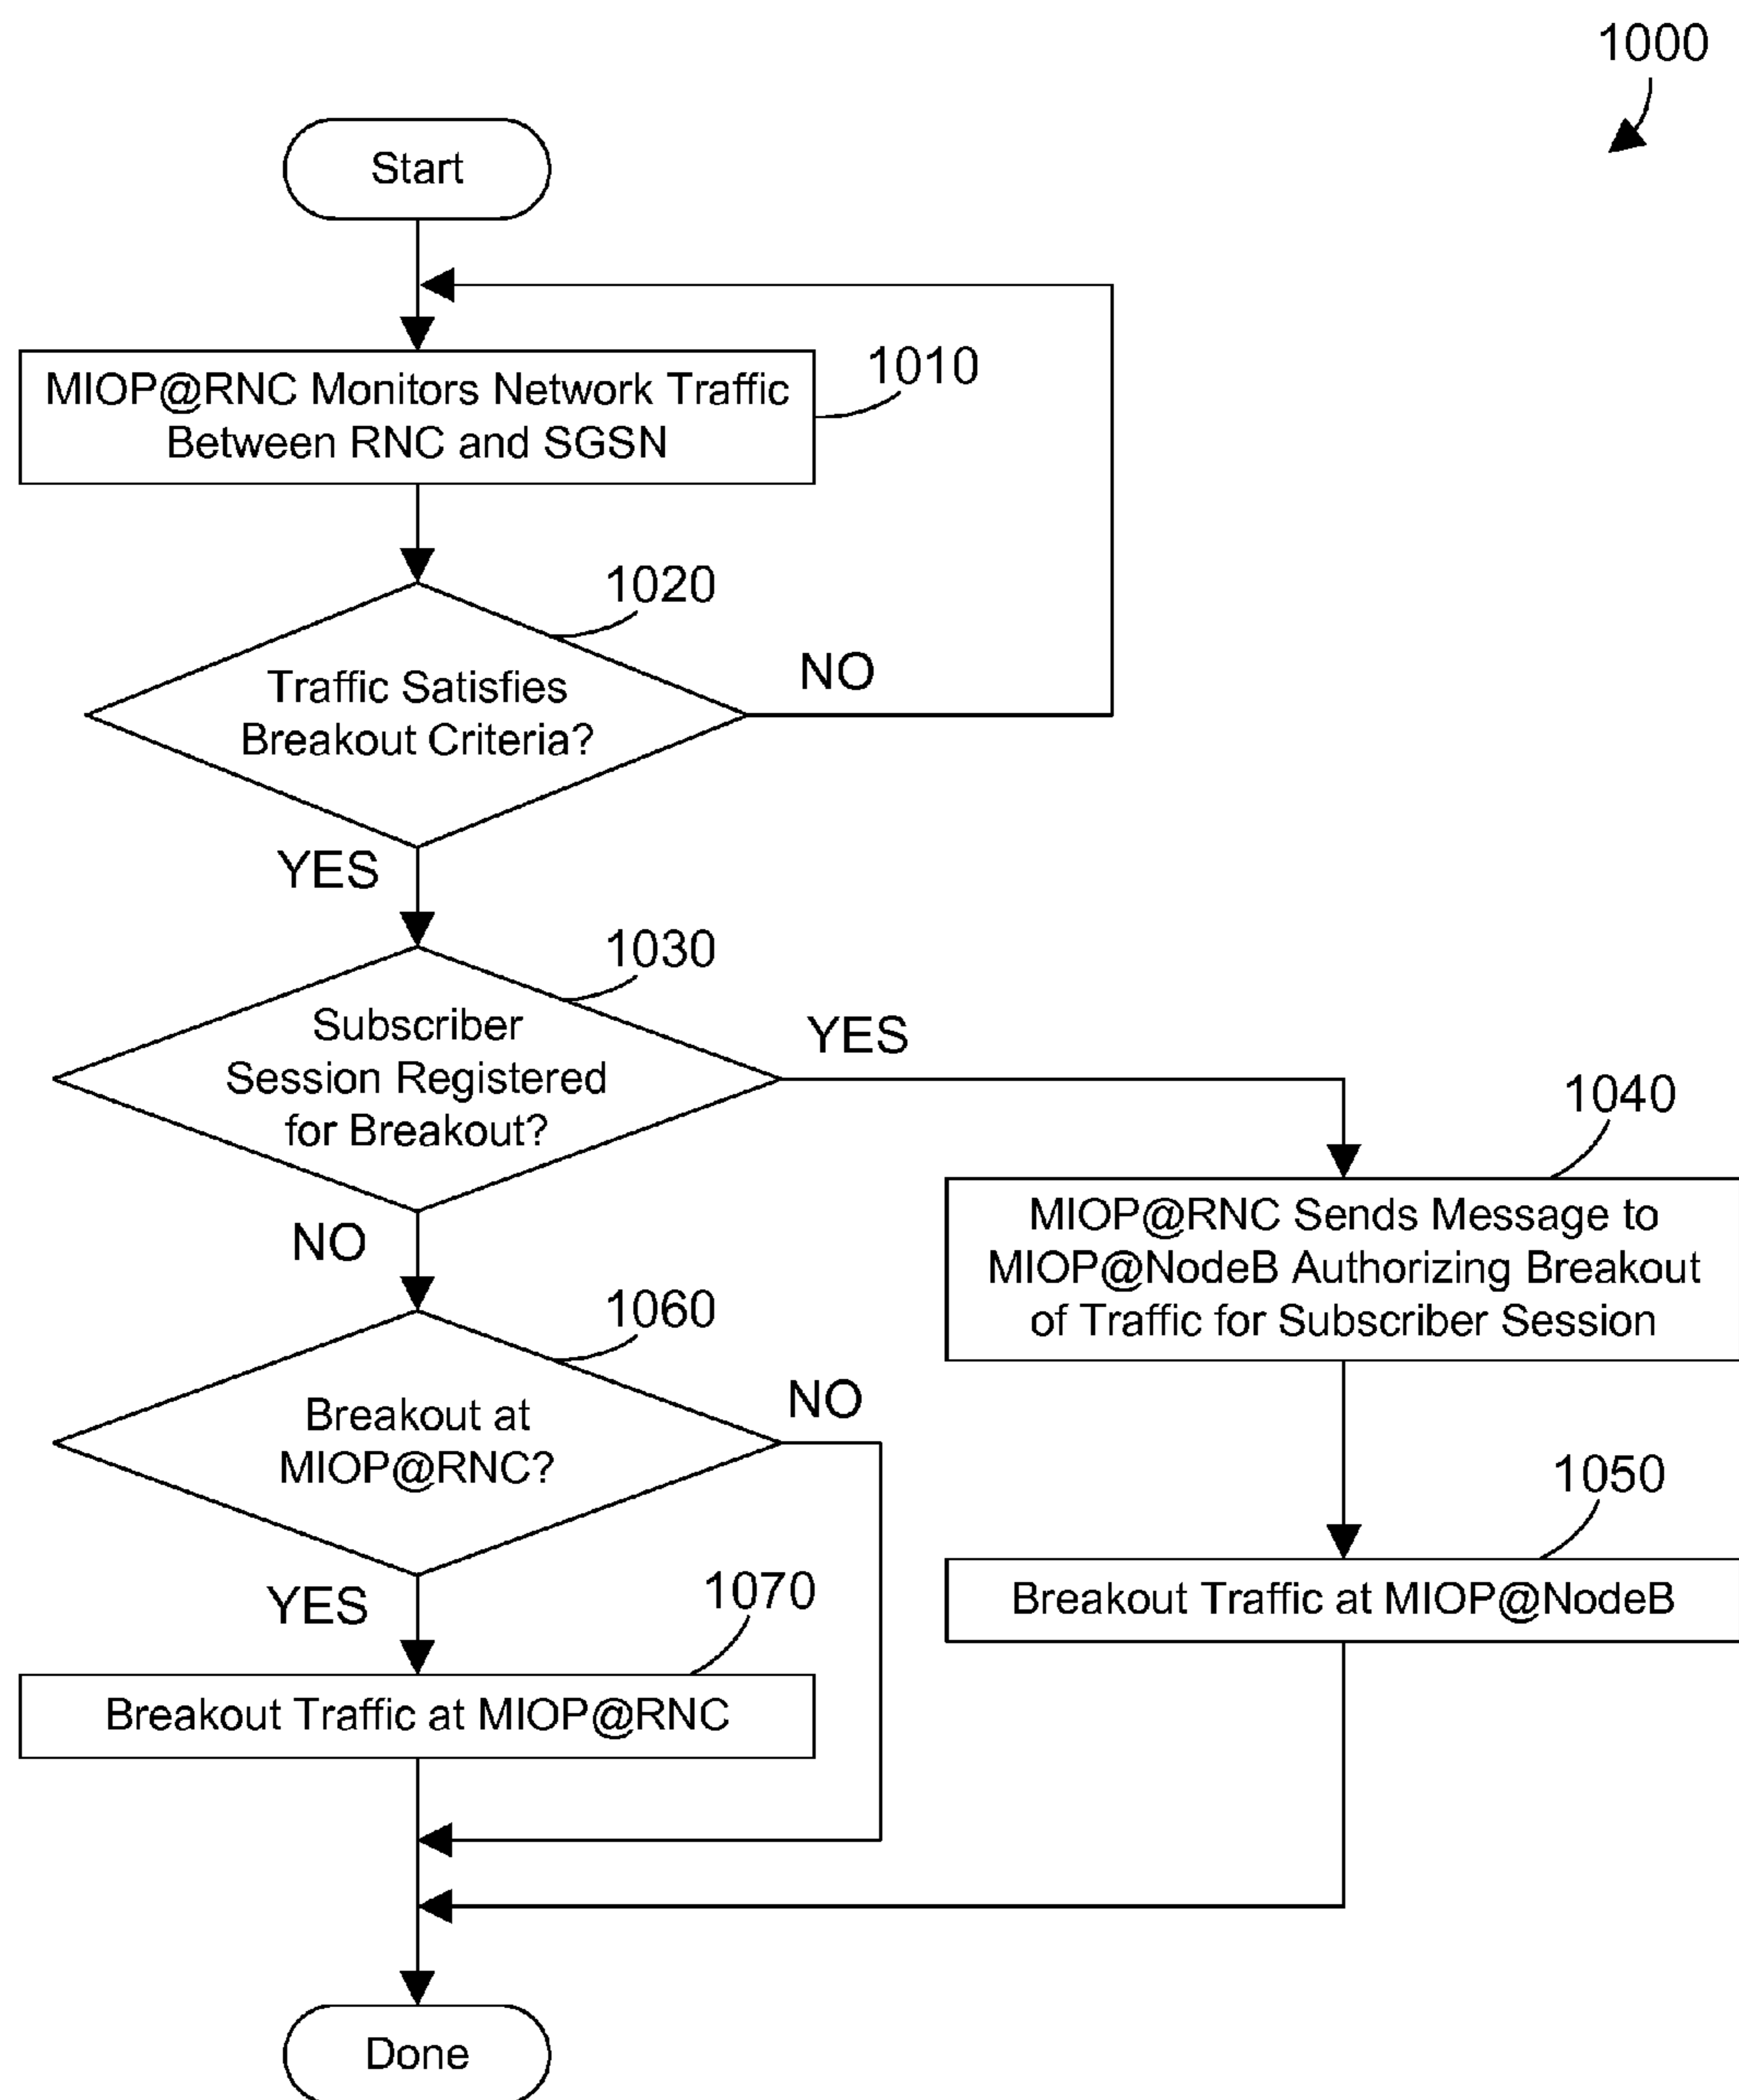 1000
Start
MIOP@RNC Monitors Network Traffic
Between RNC and SGSN
1010
1020
Traffic Satisfies
Breakout Criteria?
NO
YES
1030
Subscriber
Session Registered
for Breakout?
YES
NO
1040
MIOP@RNC Sends Message to
MIOP@NodeB Authorizing Breakout
of Traffic for Subscriber Session
1060
Breakout at
MIOP@RNC?
NO
YES
1050
Breakout Traffic at MIOP@NodeB
1070
Breakout Traffic at MIOP@RNC
Done